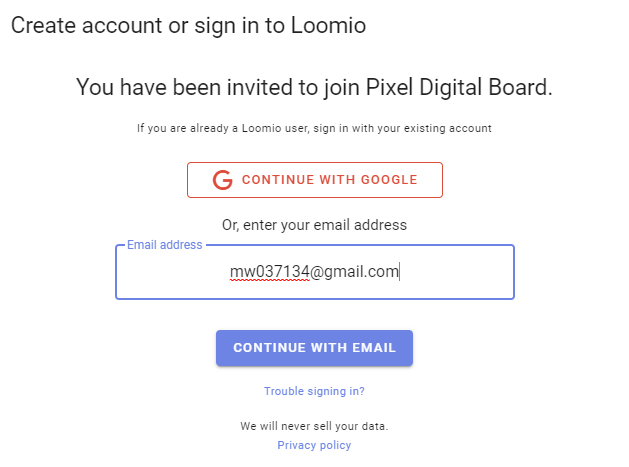 Create account or sign in to Loomio
You have been invited to join Pixel Digital Board.
If you are already a Loomio user, sign in with your existing account
CONTINUE WITH GOOGLE
Or, enter your email address
Email address
mw037134@gmail.com
CONTINUE WITH EMAIL
Trouble signing in?
We will never sell your data.
Privacy policy